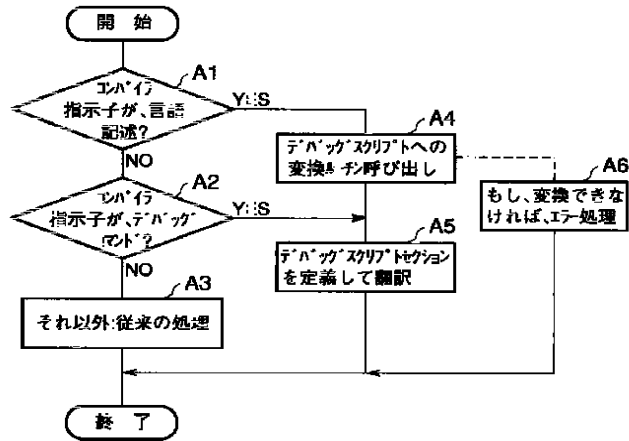 開 始
A1
コンパイラ
指示子が、言語
記述?
YES
NO
A4
デバッグスクリプトへの
変換ルーチン呼び出し
A6
もし、変換できな
ければ、エラー処理
A2
コンパイラ
指示子が、デバッグ
マンド?
YES
NO
A5
デバッグスクリプトセクション
を定義して翻訳
A3
それ以外:従来の処理
終 了